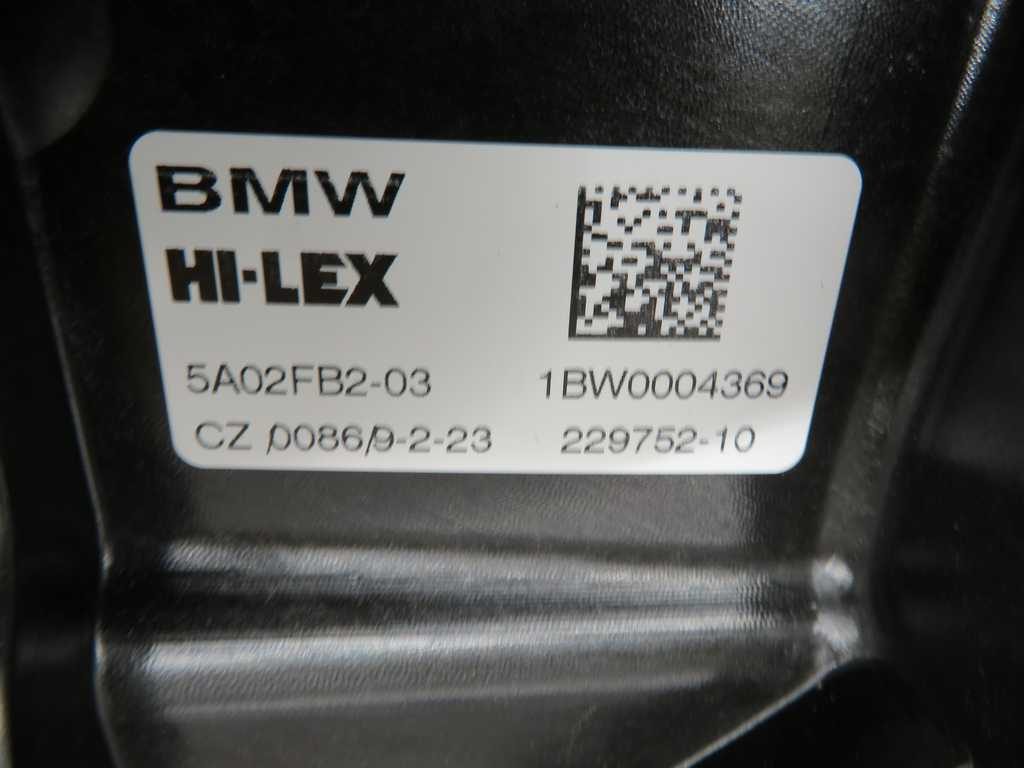 BMW
HI-LEX
5A02FB2-03 1BW0004369
CZ /0086/9-2-23 229752-10